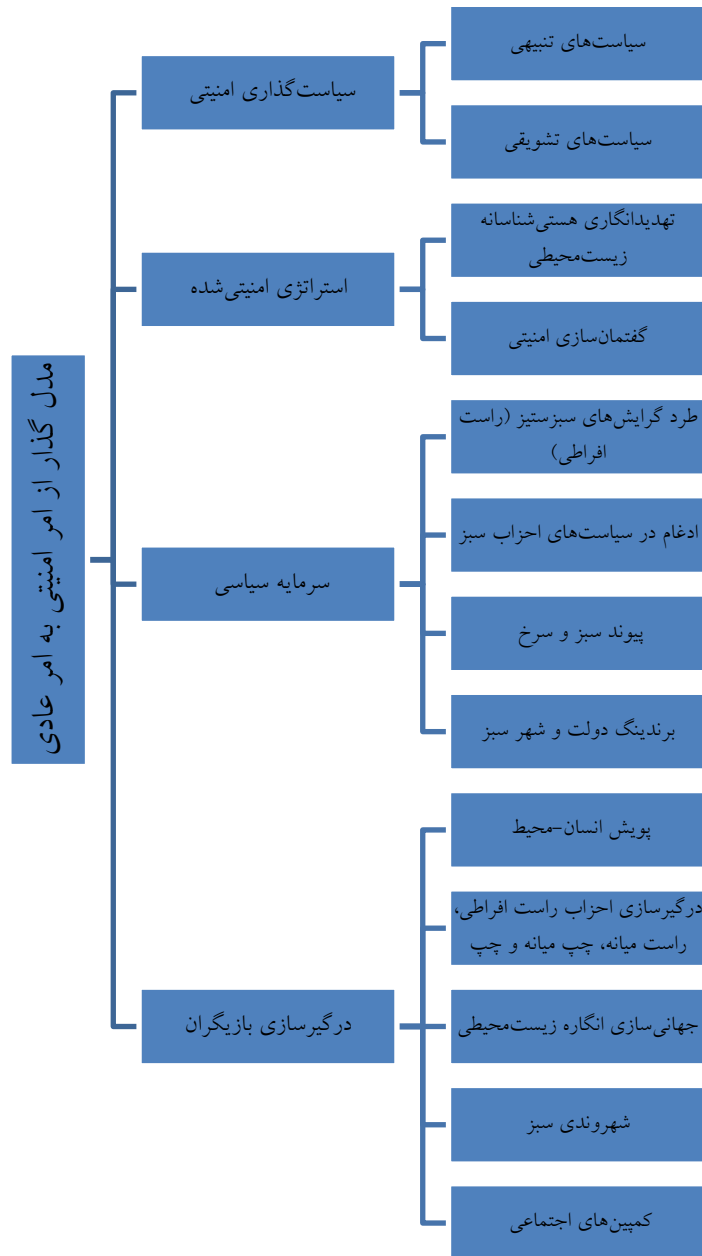 مدل گذار از امر امنیتی به امر عادی
سیاست‌گذاری امنیتی
سیاست‌های تنبیهی
سیاست‌های تشویقی
استراتژی امنیتی‌شده
تهدیدانگاری هستی‌شناسانه
زیست‌محیطی
گفتمان‌سازی امنیتی
سرمایه سیاسی
طرد گرایش‌های سبزستیز (راست
افراطی)
ادغام در سیاست‌های احزاب سبز
پیوند سبز و سرخ
برندینگ دولت و شهر سبز
درگیرسازی بازیگران
پویش انسان-محیط
درگیرسازی احزاب راست افراطی،
راست میانه، چپ میانه و چپ
جهانی‌سازی انگاره زیست‌محیطی
شهروندی سبز
کمپین‌های اجتماعی